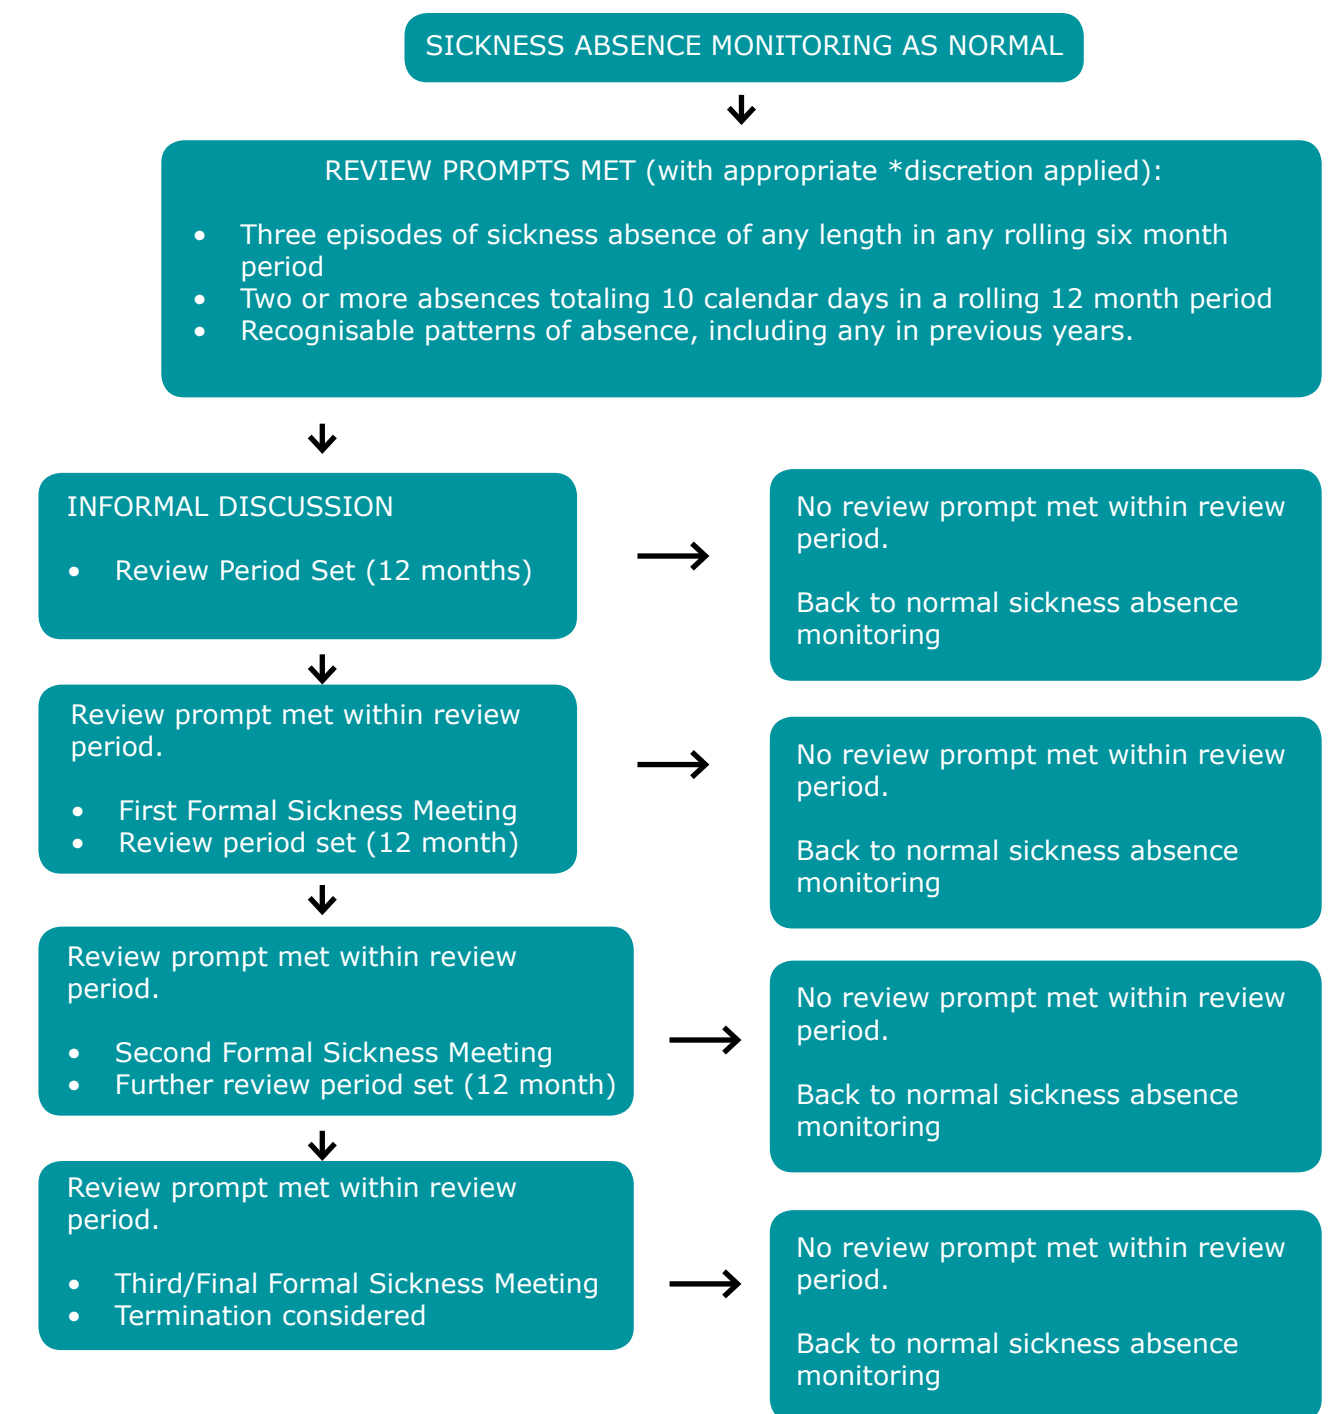 SICKNESS ABSENCE MONITORING AS NORMAL
REVIEW PROMPTS MET (with appropriate *discretion applied):
• Three episodes of sickness absence of any length in any rolling six month
period
• Two or more absences totaling 10 calendar days in a rolling 12 month period
• Recognisable patterns of absence, including any in previous years.
INFORMAL DISCUSSION
• Review Period Set (12 months)
No review prompt met within review
period.
Back to normal sickness absence
monitoring
Review prompt met within review
period.
• First Formal Sickness Meeting
• Review period set (12 month)
No review prompt met within review
period.
Back to normal sickness absence
monitoring
Review prompt met within review
period.
• Second Formal Sickness Meeting
• Further review period set (12 month)
No review prompt met within review
period.
Back to normal sickness absence
monitoring
Review prompt met within review
period.
• Third/Final Formal Sickness Meeting
• Termination considered
No review prompt met within review
period.
Back to normal sickness absence
monitoring